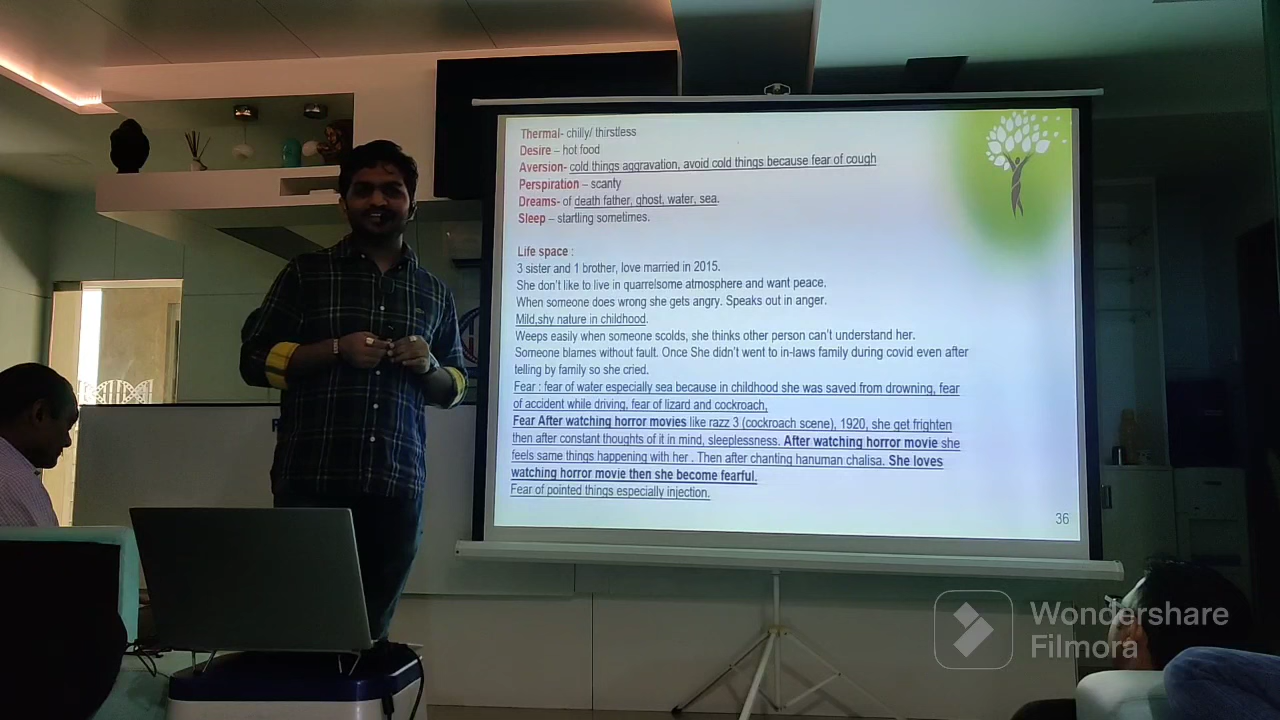 Thermal- chilly/ thirstless
Desire – hot food
Aversion- cold things aggravation, avoid cold things because fear of cough
Perspiration – scanty
Dreams- of death father, ghost, water, sea.
Sleep – startling sometimes.
Life space :
3 sister and 1 brother, love married in 2015.
She don't like to live in quarrelsome atmosphere and want peace.
When someone does wrong she gets angry. Speaks out in anger.
Mild,shy nature in childhood.
Weeps easily when someone scolds, she thinks other person can't understand her.
Someone blames without fault. Once She didn't went to in-laws family during covid even after
telling by family so she cried.
Fear : fear of water especially sea because in childhood she was saved from drowning, fear
of accident while driving, fear of lizard and cockroach,
Fear After watching horror movies like razz 3 (cockroach scene), 1920, she get frighten
then after constant thoughts of it in mind, sleeplessness. After watching horror movie she
feels same things happening with her . Then after chanting hanuman chalisa. She loves
watching horror movie then she become fearful.
Fear of pointed things especially injection.
36
Wondershare
Filmora